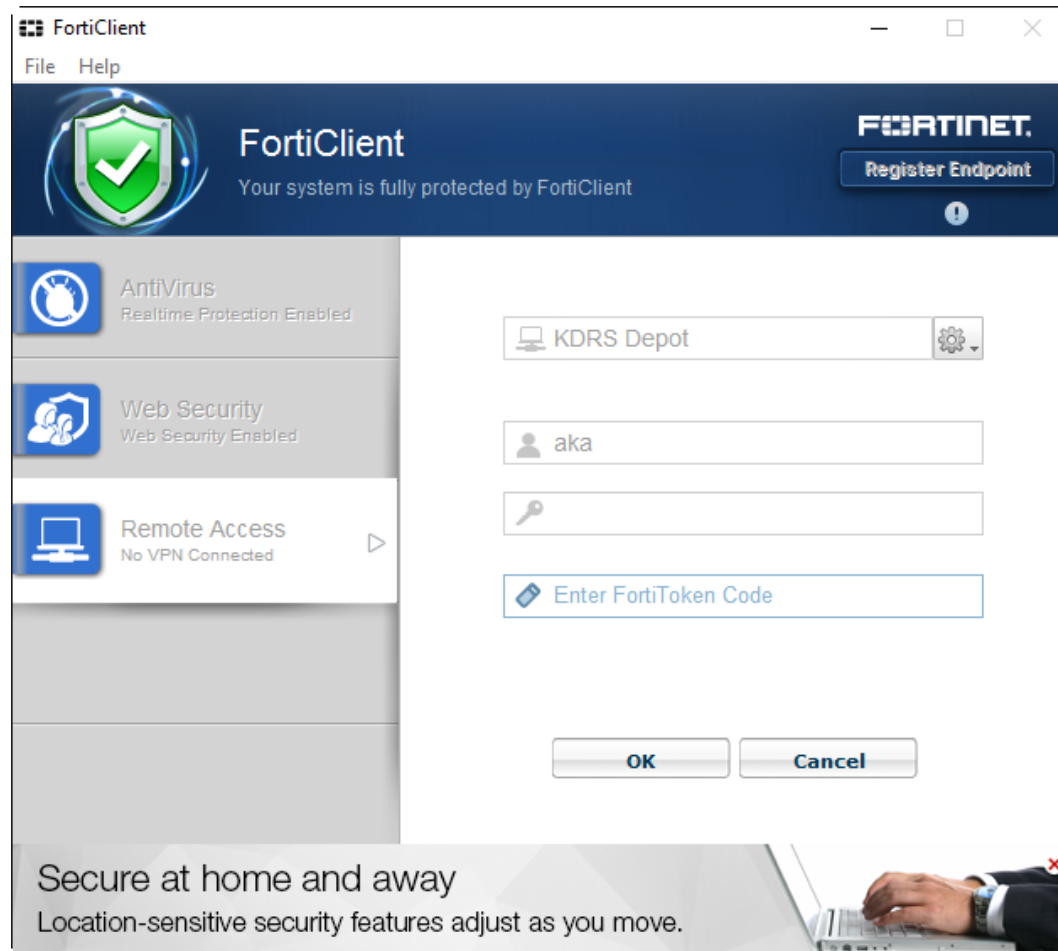 FortiClient
File Help
FortiClient
Your system is fully protected by FortiClient
FORTINET.
Register Endpoint
AntiVirus
Realtime Protection Enabled
Web Security
Web Security Enabled
Remote Access
No VPN Connected
KDRS Depot
aka
Enter FortiToken Code
OK Cancel
Secure at home and away
Location-sensitive security features adjust as you move.